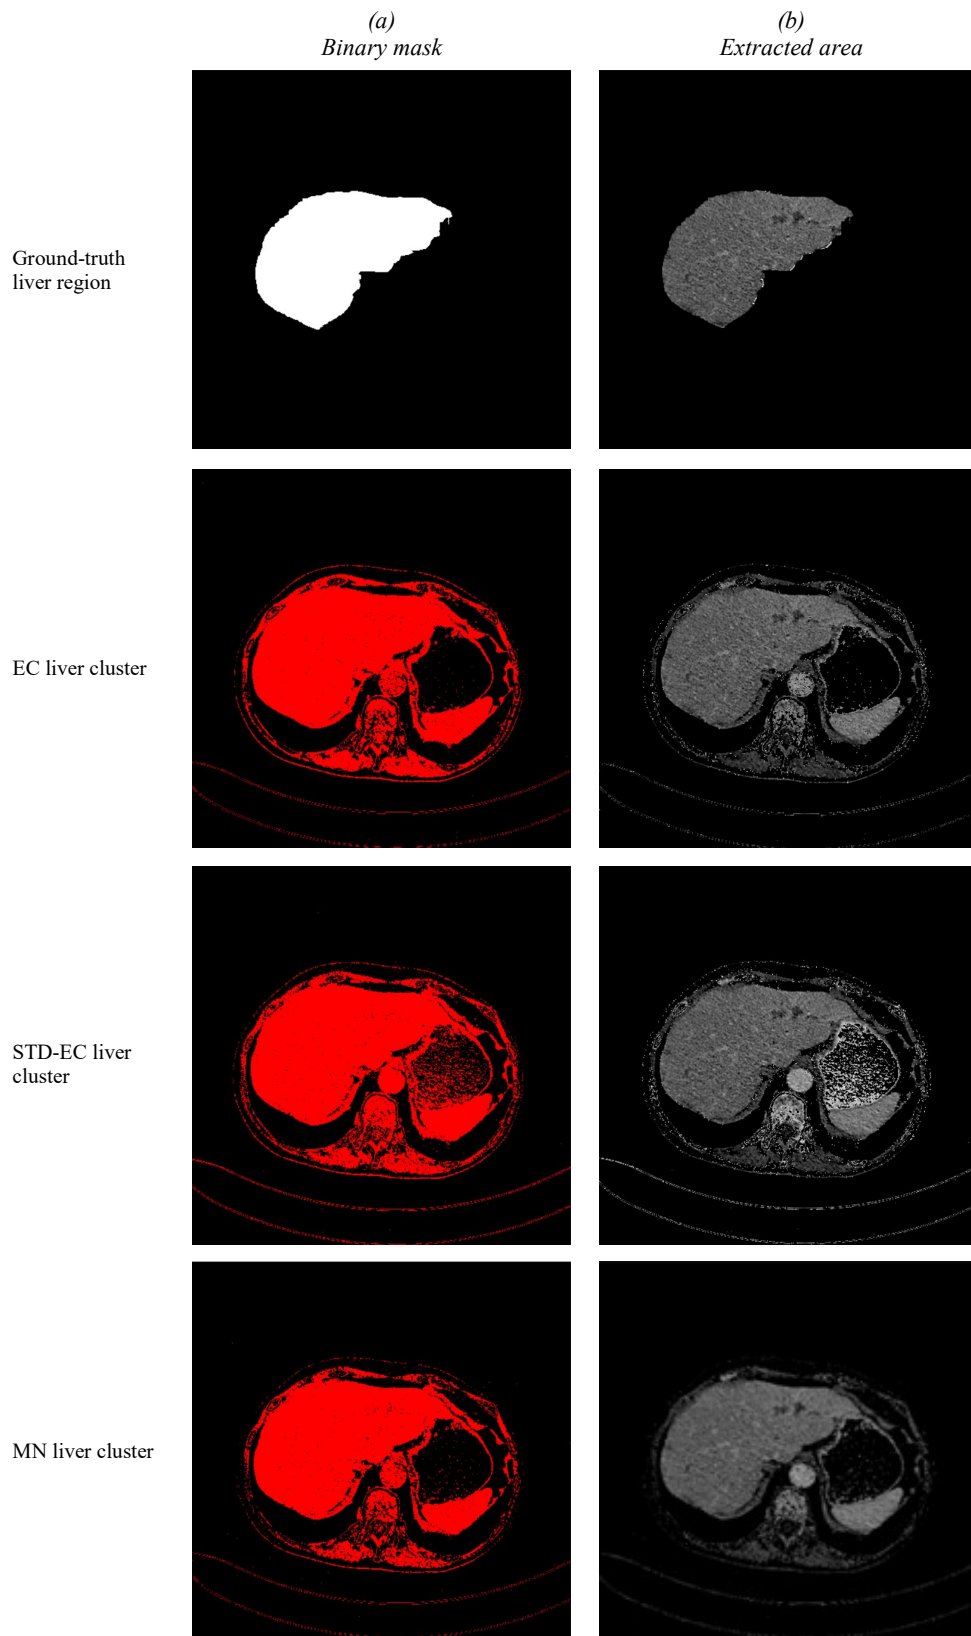 (a)
Binary mask
(b)
Extracted area
Ground-truth
liver region
EC liver cluster
STD-EC liver
cluster
MN liver cluster